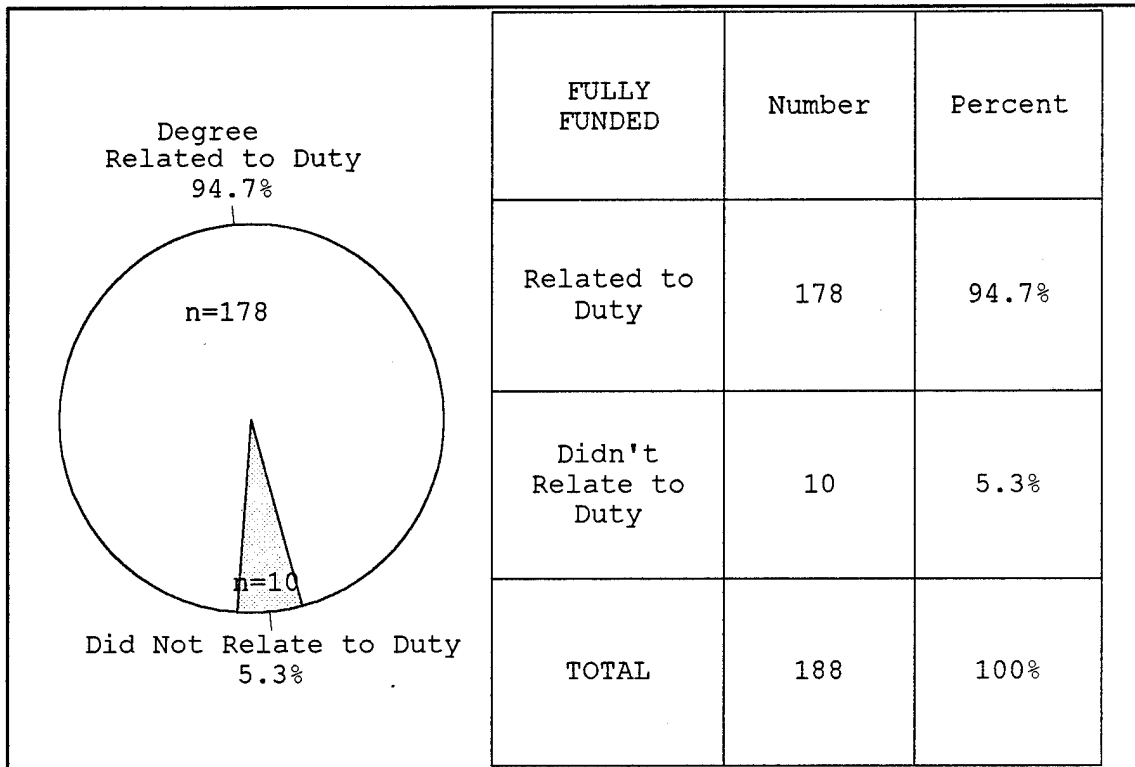 Degree
Related to Duty
94.7%
n=178
n=10
Did Not Relate to Duty
5.3%
FULLY
FUNDED
Number
Percent
Related to
Duty
178
94.7%
Didn't
Relate to
Duty
10
5.3%
TOTAL
188
100%